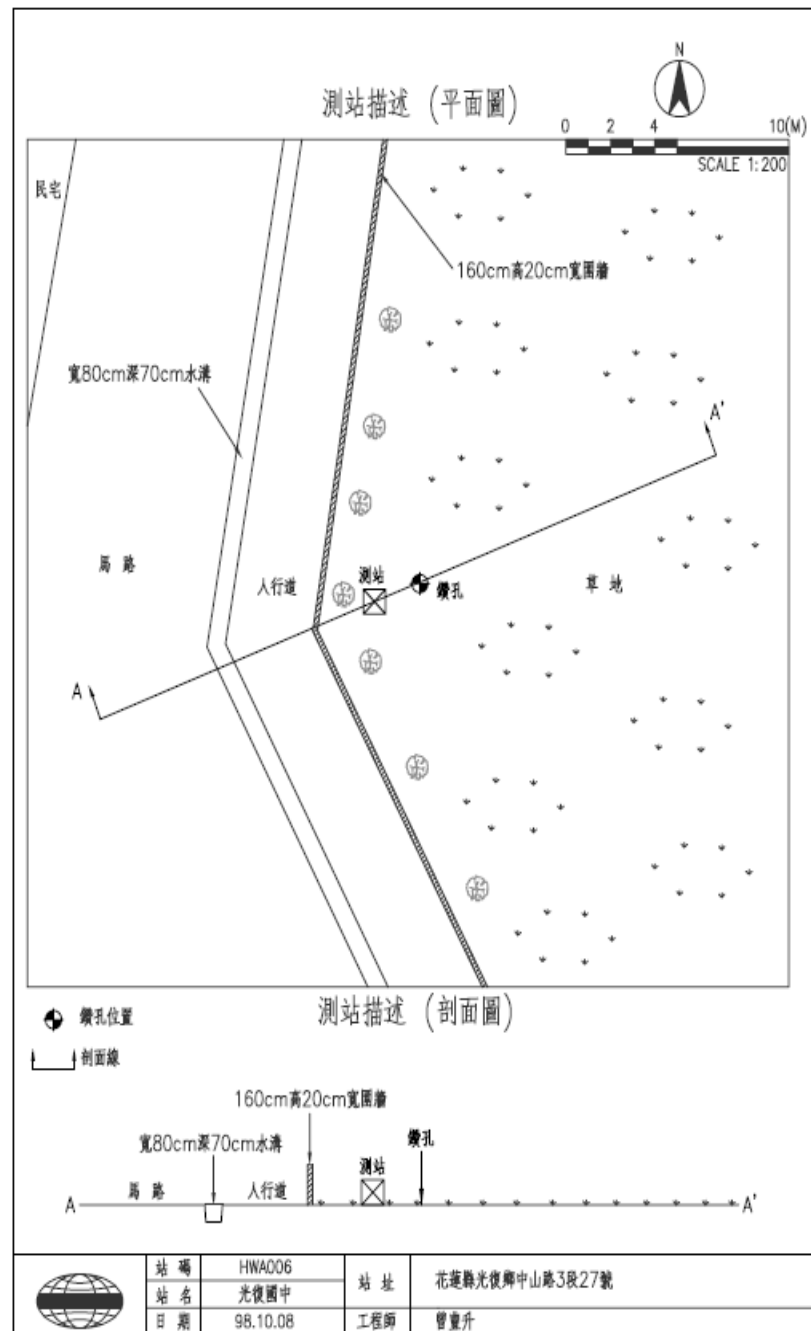 N
測站描述 (平面圖)
0 2 4 10(M)
SCALE 1:200
民宅
160cm高20cm寬圍牆
寬80cm深70cm水溝
A'
馬路
人行道
測站
鑽孔
草地
A
鑽孔位置
測站描述 (剖面圖)
剖面線
160cm高20cm寬圍牆
寬80cm深70cm水溝
鑽孔
測站
A 馬路 人行道 A'
站碼 HWA006 站址 花蓮縣光復鄉中山路3段27號
站名 光復國中
日期 98.10.08 工程師 曾靈升